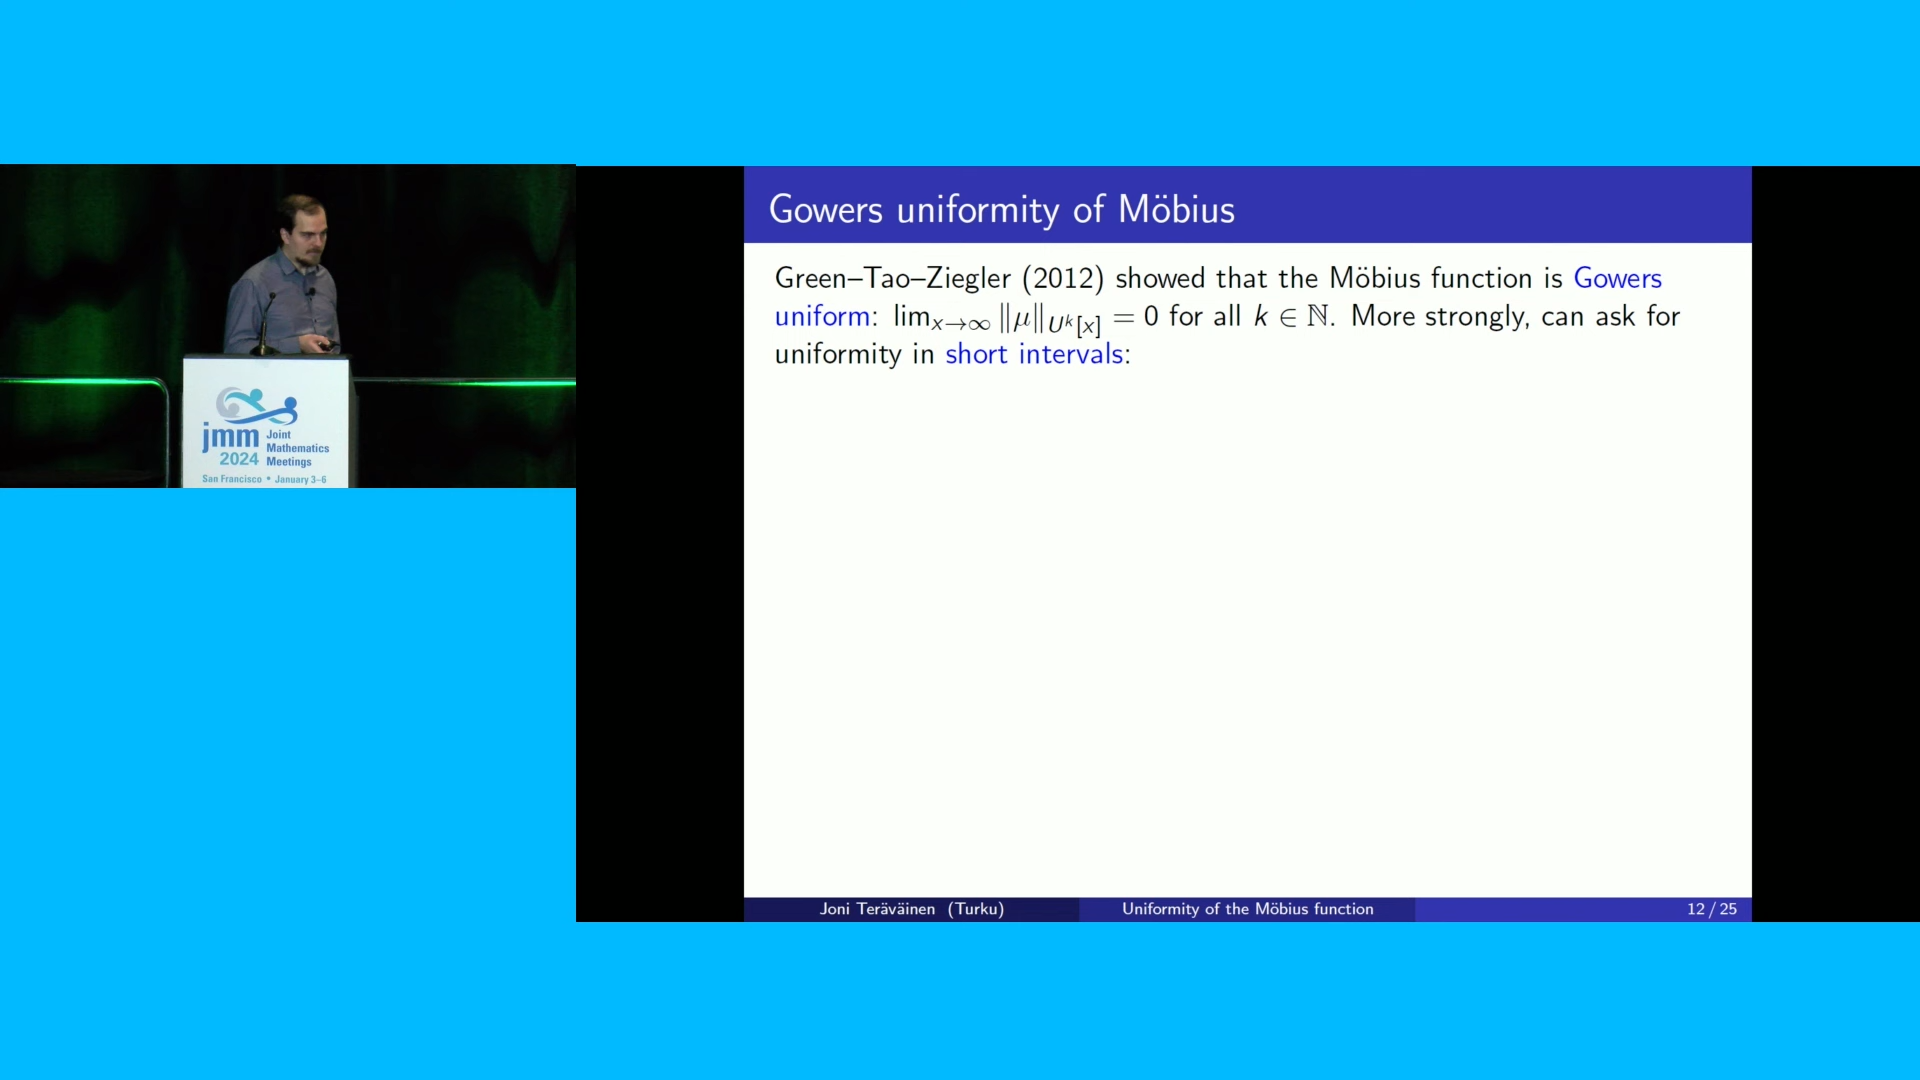 Gowers uniformity of Möbius
Green–Tao–Ziegler (2012) showed that the Möbius function is Gowers
uniform: lim_{x→∞} ‖μ‖_{U^k[x]} = 0 for all k ∈ ℕ. More strongly, can ask for
uniformity in short intervals:
jmm Joint
Mathematics
2024 Meetings
San Francisco • January 3–6
Joni Teräväinen (Turku) Uniformity of the Möbius function 12 / 25